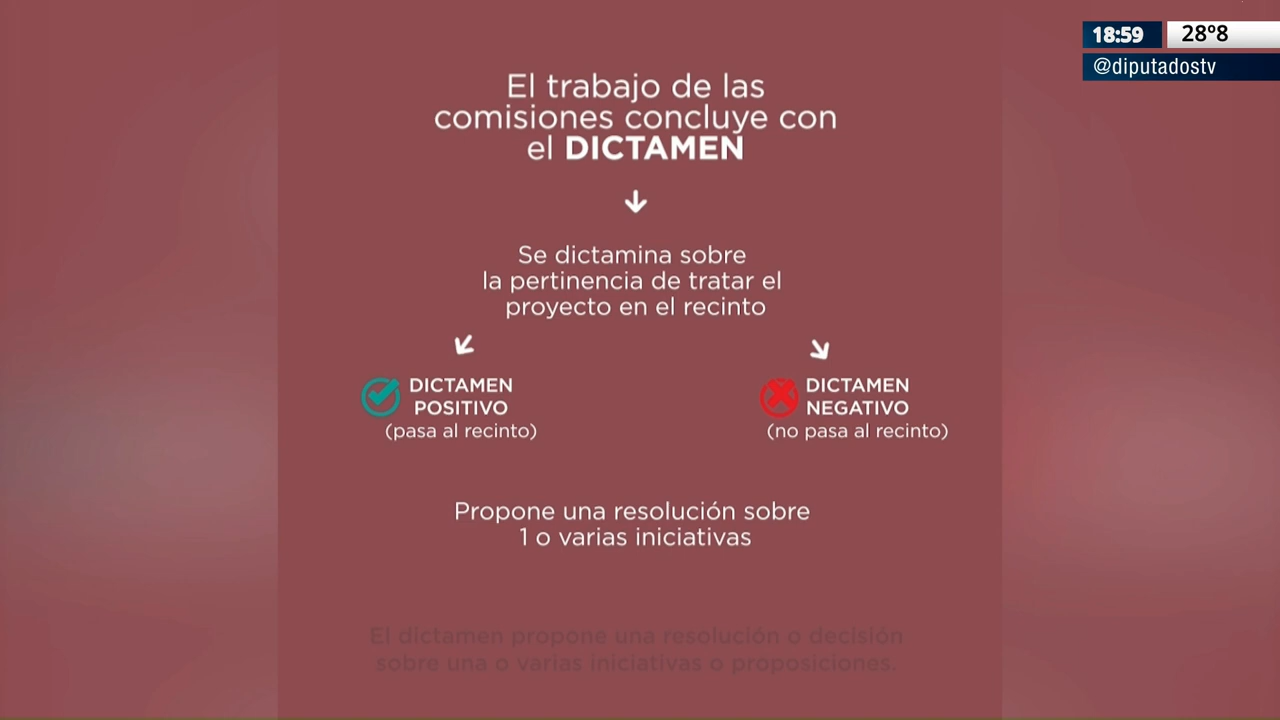 18:59
28º8
@diputadostv
El trabajo de las
comisiones concluye con
el DICTAMEN
Se dictamina sobre
la pertinencia de tratar el
proyecto en el recinto
DICTAMEN
POSITIVO
(pasa al recinto)
DICTAMEN
NEGATIVO
(no pasa al recinto)
Propone una resolución sobre
1 o varias iniciativas
El dictamen propone una resolución o decisión
sobre una o varias iniciativas o proposiciones.